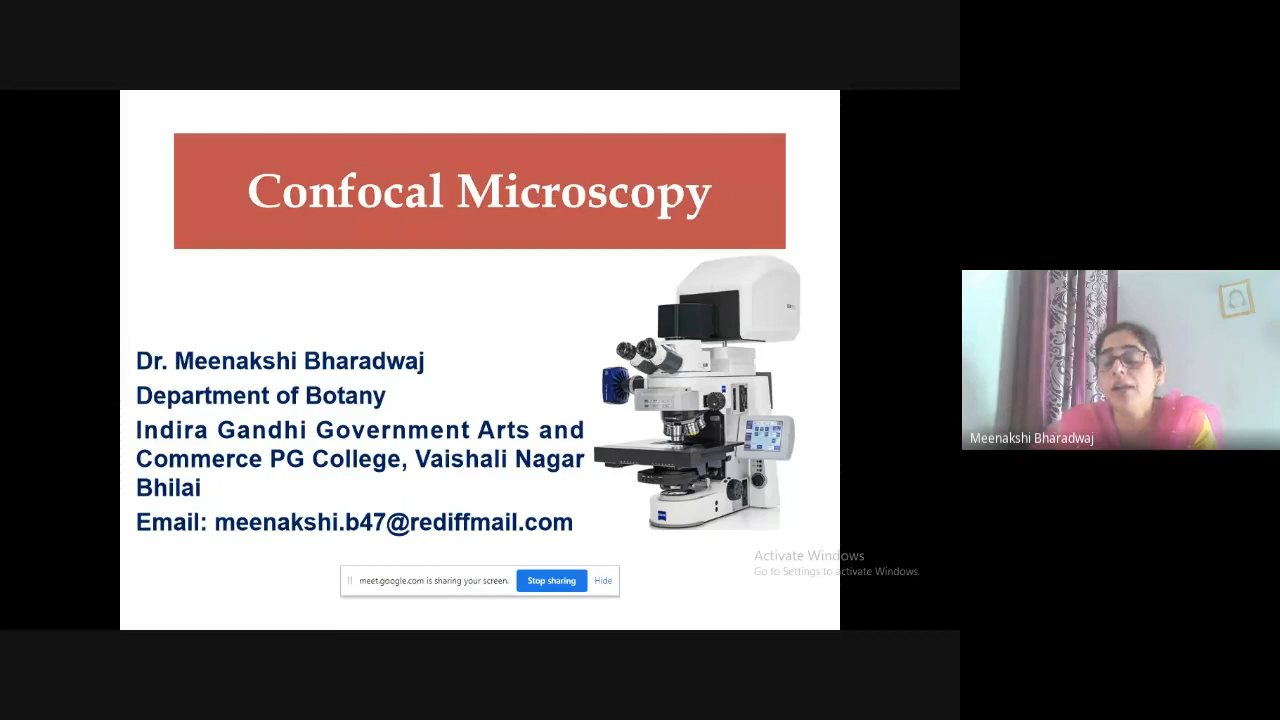 Confocal Microscopy
Dr. Meenakshi Bharadwaj
Department of Botany
Indira Gandhi Government Arts and
Commerce PG College, Vaishali Nagar
Bhilai
Email: meenakshi.b47@rediffmail.com
meet.google.com is sharing your screen.
Stop sharing
Hide
Activate Windows
Go to Settings to activate Windows.
Meenakshi Bharadwaj